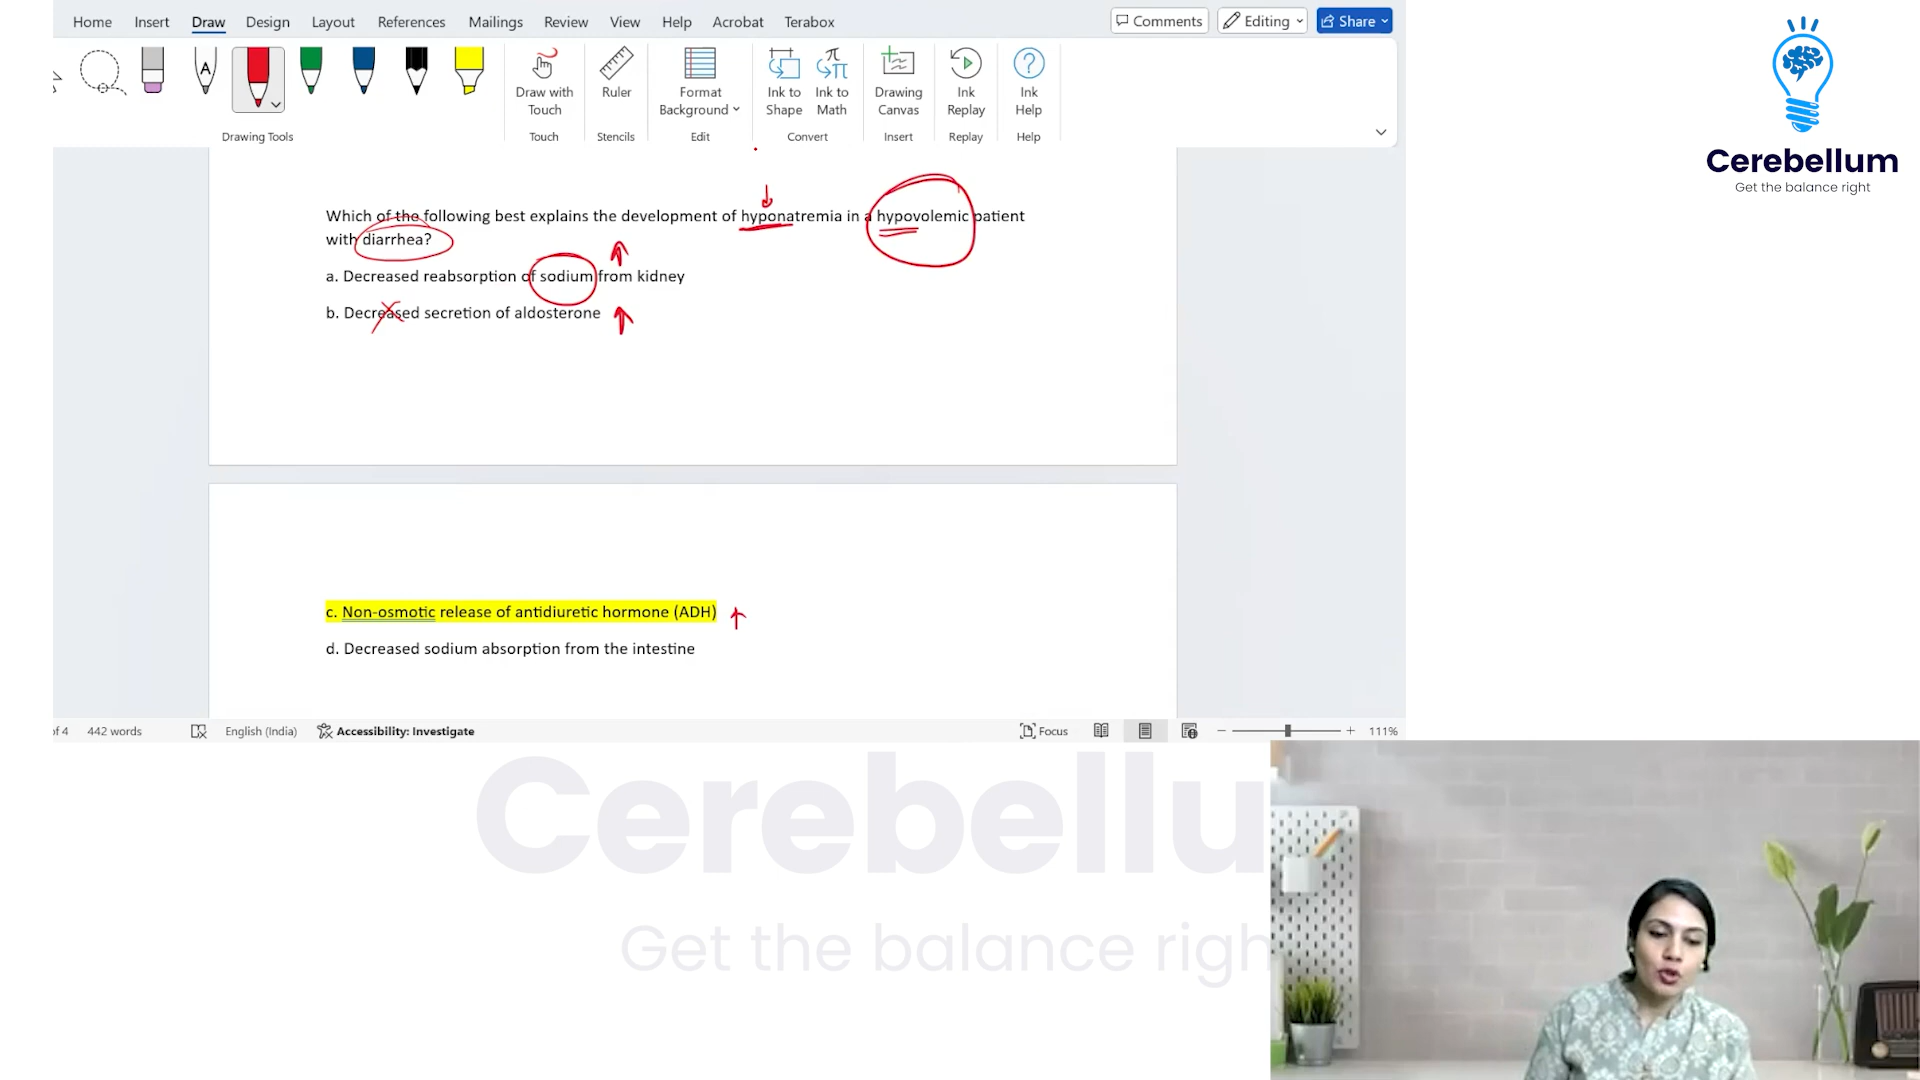 Home Insert Draw Design Layout References Mailings Review View Help Acrobat Terabox Comments Editing Share
Draw with Touch
Ruler
Format Background
Ink to Shape
Ink to Math
Drawing Canvas
Ink Replay
Ink Help
Drawing Tools Touch Stencils Edit Convert Insert Replay Help
Cerebellum
Get the balance right
Which of the following best explains the development of hyponatremia in a hypovolemic patient
with diarrhea?
a. Decreased reabsorption of sodium from kidney
b. Decreased secretion of aldosterone
c. Non-osmotic release of antidiuretic hormone (ADH)
d. Decreased sodium absorption from the intestine
of 4 442 words English (India) Accessibility: Investigate Focus 111%
Cerebellu
Get the balance righ